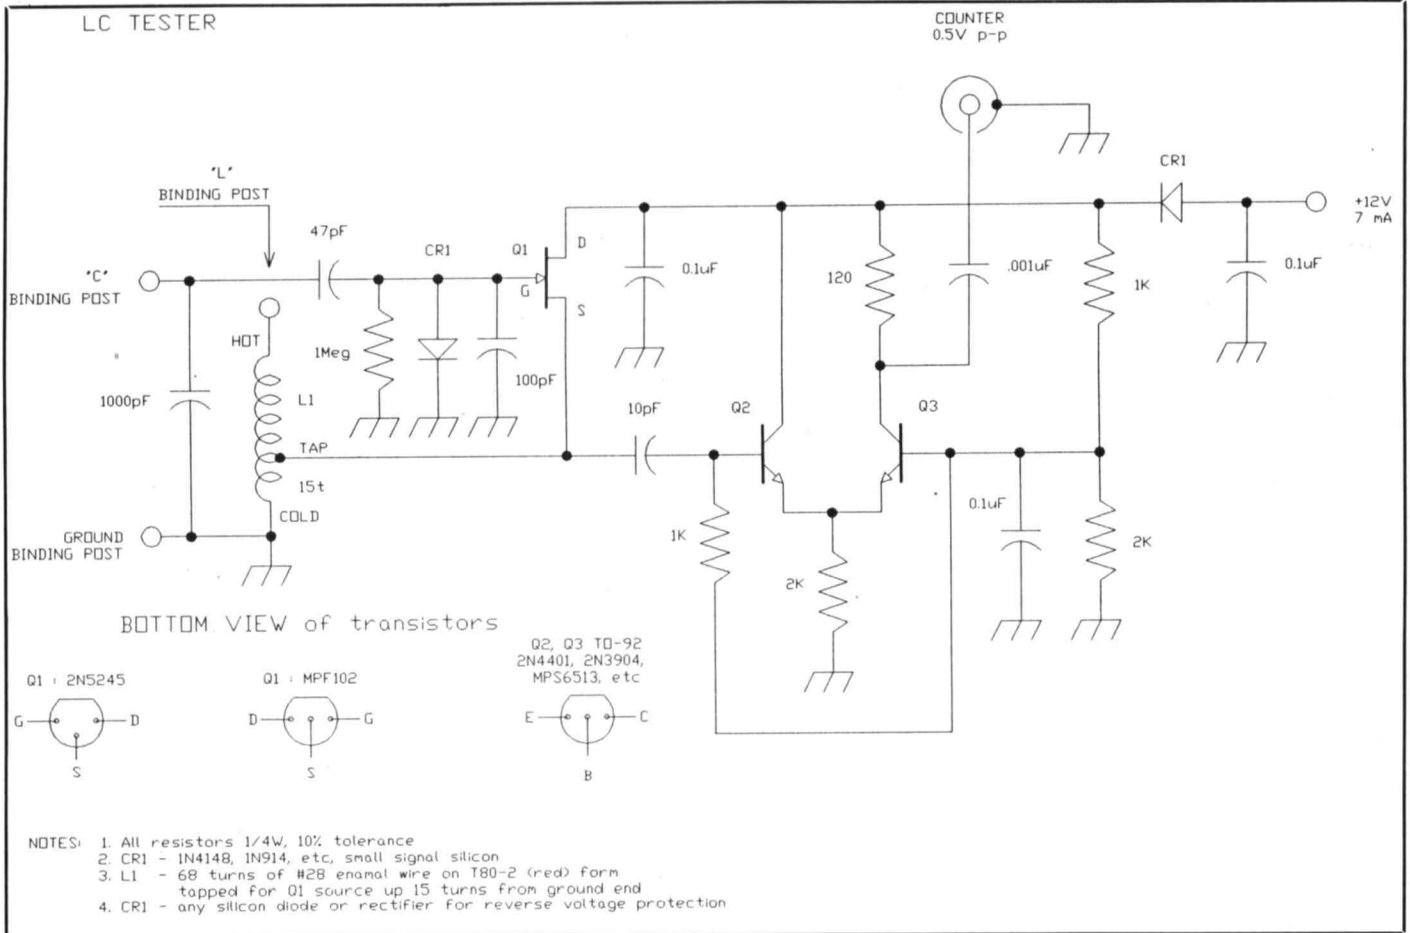 LC TESTER
COUNTER
0.5V p-p
"L"
BINDING POST
CR1
+12V
7 mA
47pF
CR1
Q1
D
G
S
0.1uF
120
.001uF
1K
0.1uF
"C"
BINDING POST
HOT
1Meg
100pF
1000pF
L1
10pF
Q2
Q3
TAP
15t
COLD
GROUND
BINDING POST
1K
2K
0.1uF
2K
BOTTOM VIEW of transistors
Q1 : 2N5245
G
D
S
Q1 : MPF102
D
G
S
Q2, Q3 TO-92
2N4401, 2N3904,
MPS6513, etc
E
C
B
NOTES: 1. All resistors 1/4W, 10% tolerance
2. CR1 - 1N4148, 1N914, etc, small signal silicon
3. L1 - 68 turns of #28 enamal wire on T80-2 (red) form
tapped for Q1 source up 15 turns from ground end
4. CR1 - any silicon diode or rectifier for reverse voltage protection